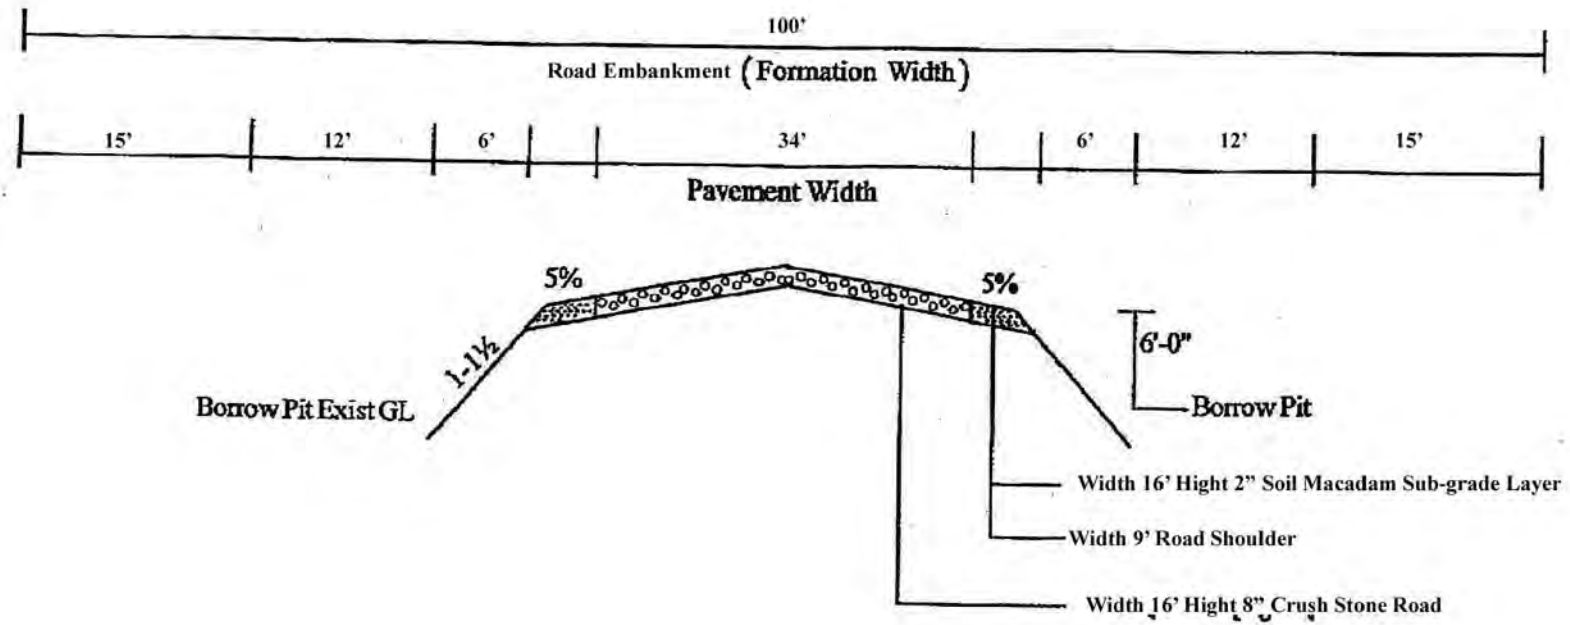 100’
Road Embankment (Formation Width)
15’ 12’ 6’ 34’ 6’ 12’ 15’
Pavement Width
5% 5%
1-1½
6'-0"
Borrow Pit Exist GL
Borrow Pit
Width 16’ Hight 2” Soil Macadam Sub-grade Layer
Width 9’ Road Shoulder
Width 16’ Hight 8” Crush Stone Road